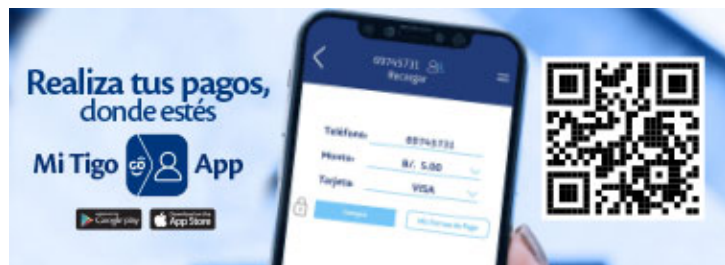 Realiza tus pagos,
donde estés
Mi Tigo App
Google play
App Store
69745731
Recargar
Teléfono:
69745731
Monto:
B/. 5.00
Tarjeta:
VISA